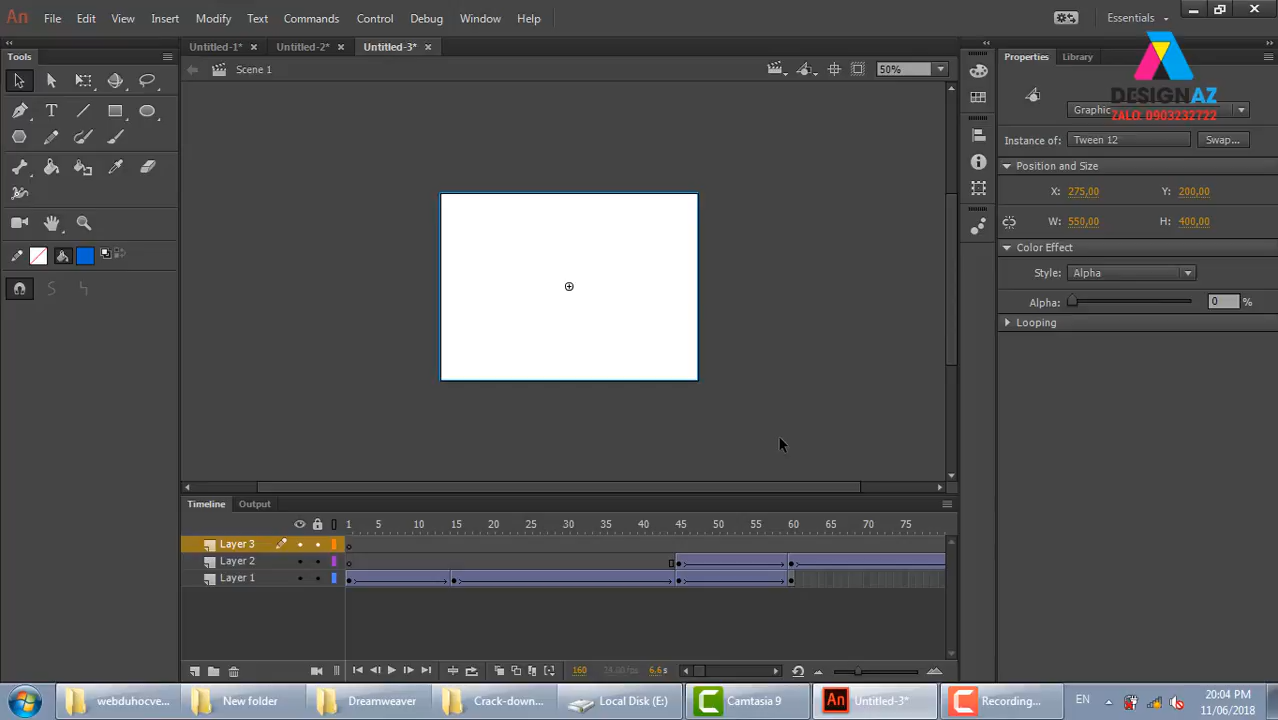 An File Edit View Insert Modify Text Commands Control Debug Window Help Essentials
Untitled-1* Untitled-2* Untitled-3*
Tools
Scene 1
50%
Properties Library
DESIGNAZ
ZALO: 0903232722
Graphic
Instance of: Tween 12 Swap...
Position and Size
X: 275,00 Y: 200,00
W: 550,00 H: 400,00
Color Effect
Style: Alpha
Alpha: 0 %
Looping
Timeline Output
1 5 10 15 20 25 30 35 40 45 50 55 60 65 70 75
Layer 3
Layer 2
Layer 1
160 24.00 fps 6.6 s
webduhocve... New folder Dreamweaver Crack-down... Local Disk (E:) Camtasia 9 An Untitled-3* Recording... EN
20:04 PM
11/06/2018